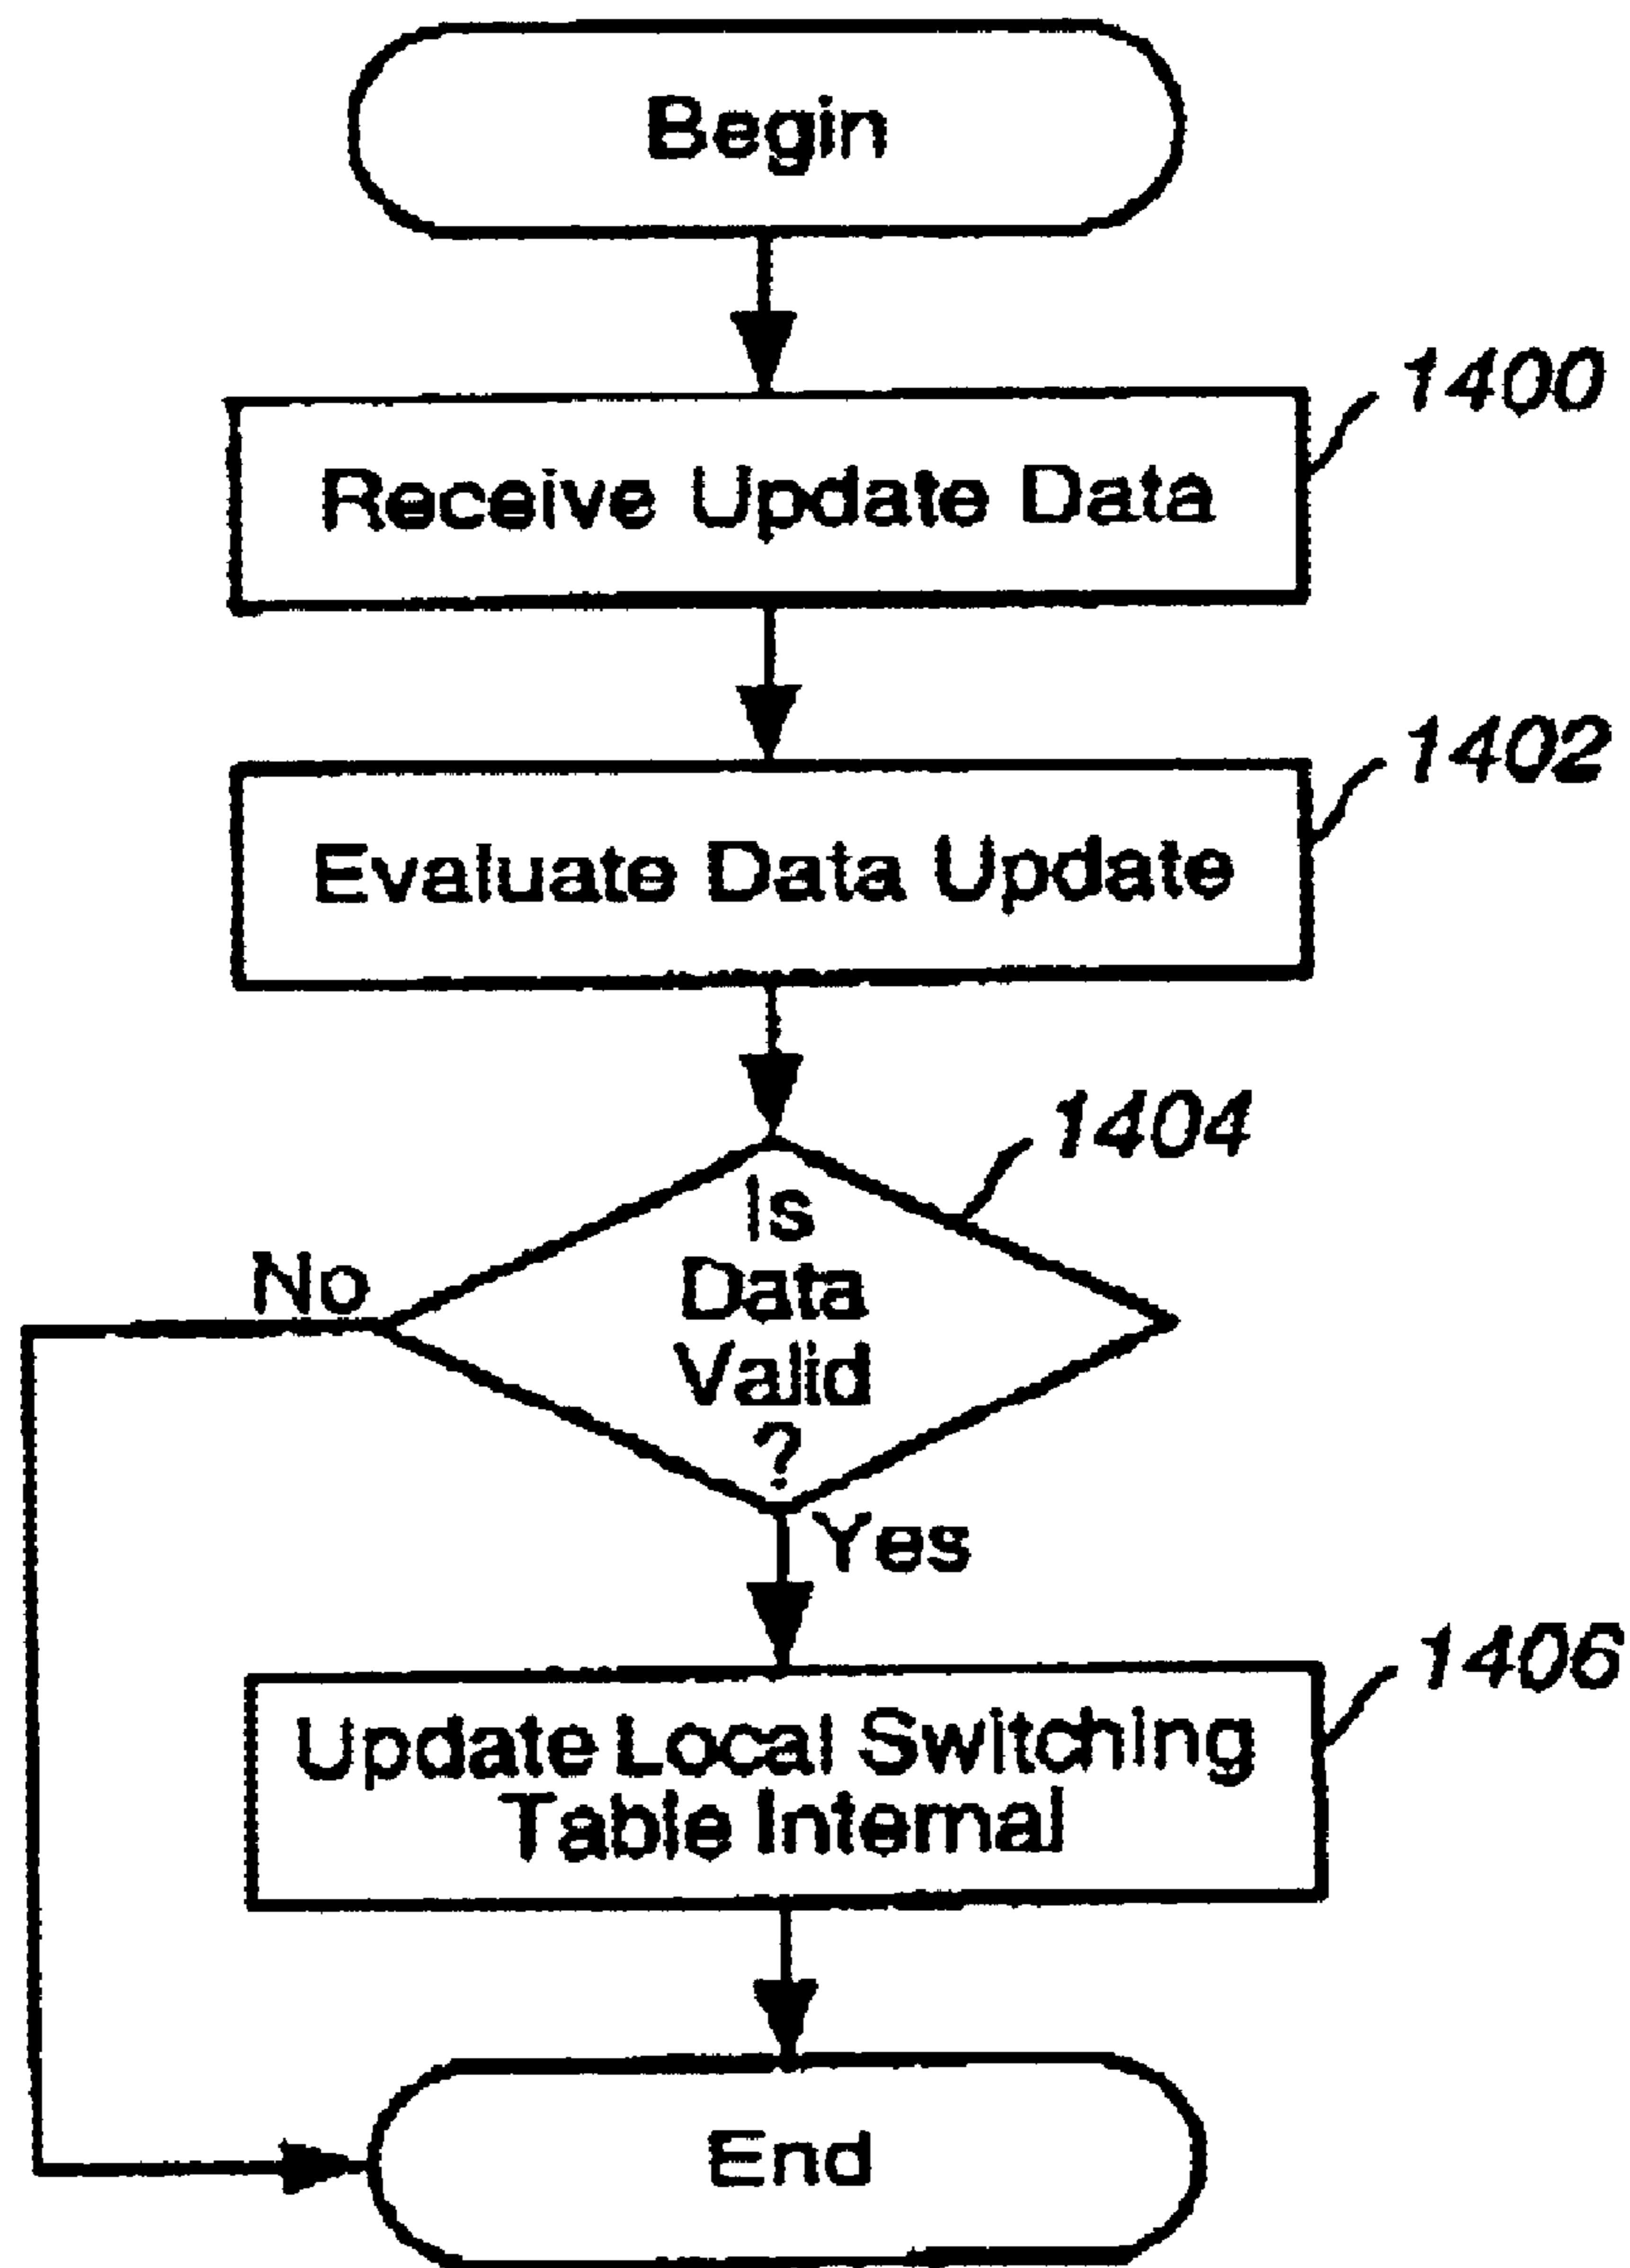 Begin
1400
Receive Update Data
1402
Evaluate Data Update
1404
Is
Data
Valid
?
No
Yes
1406
Update Local Switching
Table Internal
End